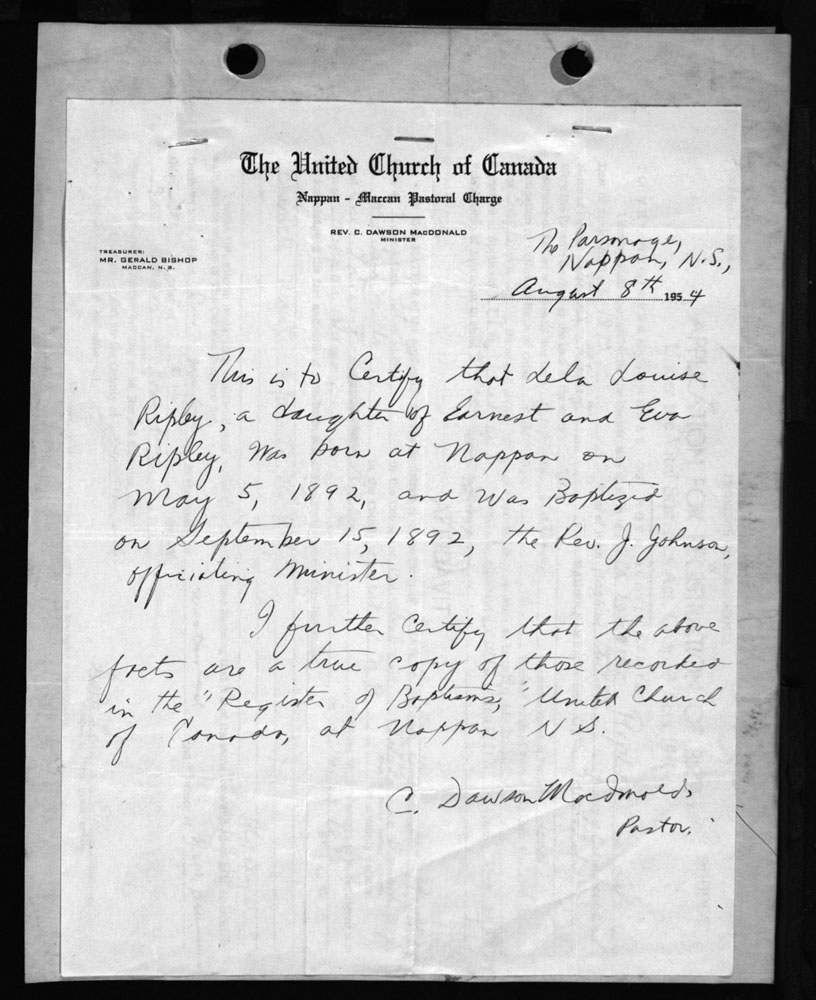 The United Church of Canada
Nappan - Maccan Pastoral Charge
REV. C. DAWSON MACDONALD
MINISTER
TREASURER:
MR. GERALD BISHOP
MACCAN, N. S.
The Parsonage,
Nappan, N.S.,
August 8th 1954
This is to Certify that Lela Louise
Ripley, a daughter of Earnest and Eva
Ripley, was born at Nappan on
May 5, 1892, and was Baptized
on September 15, 1892, the Rev. J. Johnson,
officiating Minister.
I further Certify that the above
facts are a true copy of those recorded
in the "Register of Baptisms," United Church
of Canada, at Nappan N S.
C. Dawson Macdonald,
Pastor.